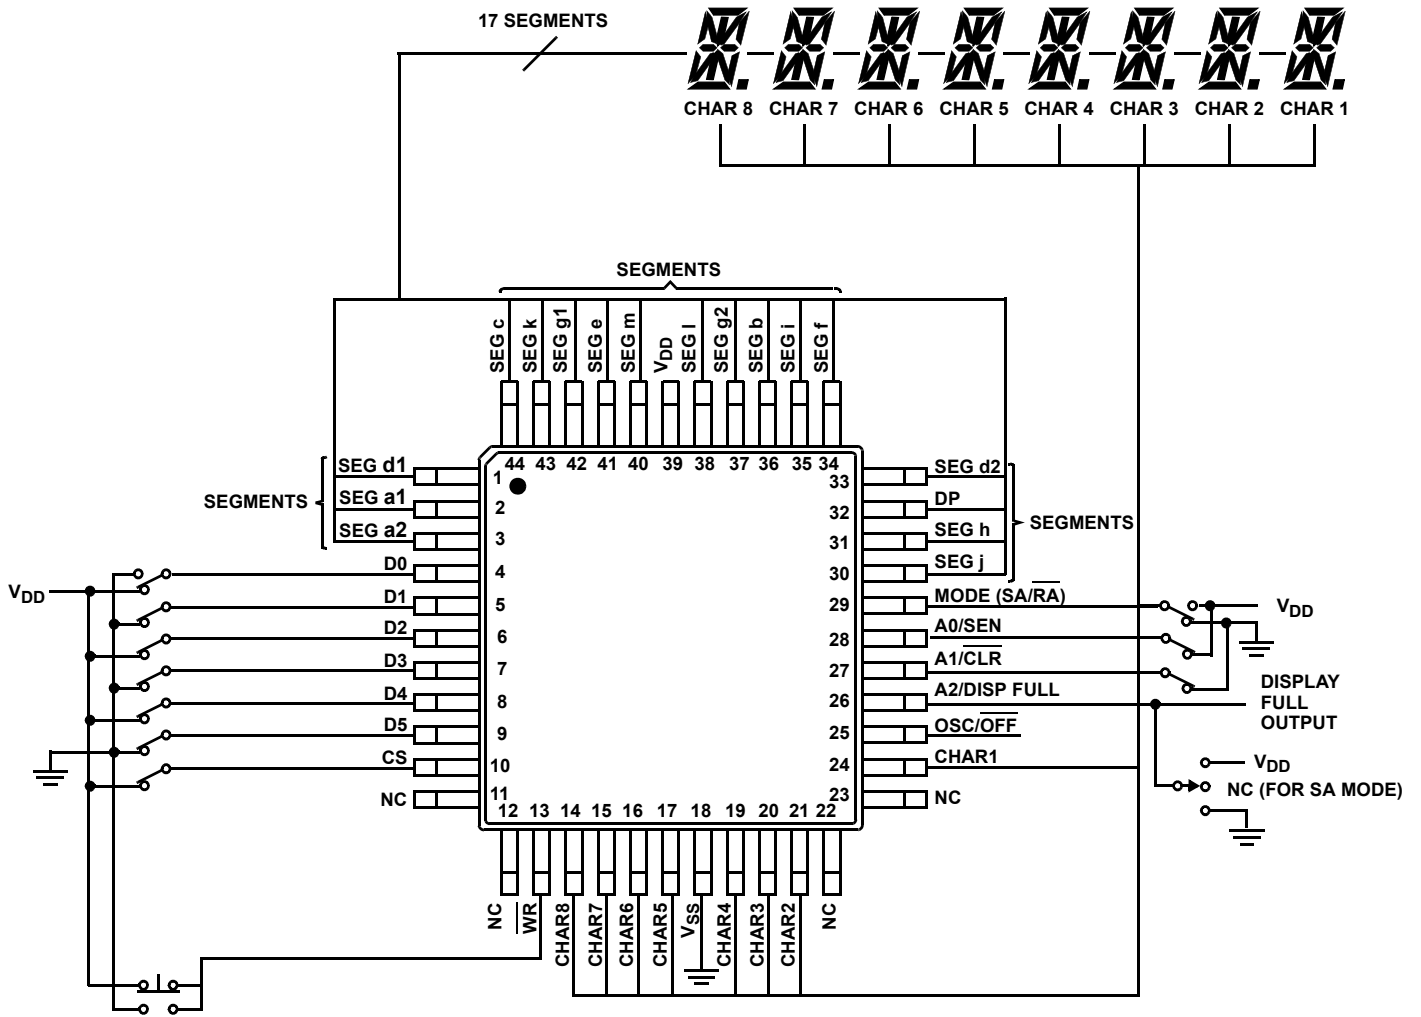 17 SEGMENTS
CHAR 8 CHAR 7 CHAR 6 CHAR 5 CHAR 4 CHAR 3 CHAR 2 CHAR 1
SEGMENTS
SEG c SEG k SEG g1 SEG e SEG m VDD SEG l SEG g2 SEG b SEG i SEG f
44 43 42 41 40 39 38 37 36 35 34
SEGMENTS
SEG d1 1
SEG a1 2
SEG a2 3
D0 4
D1 5
D2 6
D3 7
D4 8
D5 9
CS 10
NC 11
VDD
33 SEG d2
32 DP
31 SEG h
30 SEG j
SEGMENTS
29 MODE (SA/R̅A̅)
28 A0/SEN
27 A1/C̅L̅R̅
26 A2/DISP FULL
25 OSC/O̅F̅F̅
24 CHAR1
23 NC
VDD
DISPLAY
FULL
OUTPUT
VDD
NC (FOR SA MODE)
12 13 14 15 16 17 18 19 20 21 22
NC W̅R̅ CHAR8 CHAR7 CHAR6 CHAR5 VSS CHAR4 CHAR3 CHAR2 NC